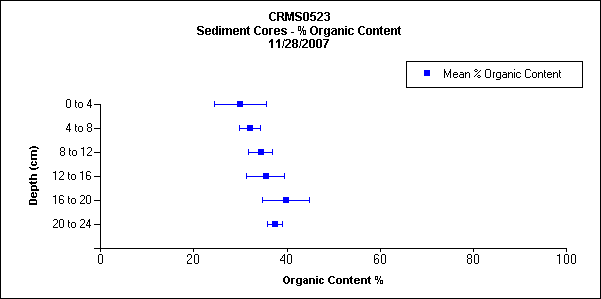 CRMS0523
Sediment Cores - % Organic Content
11/28/2007
Mean % Organic Content
Depth (cm)
0 to 4
4 to 8
8 to 12
12 to 16
16 to 20
20 to 24
0 20 40 60 80 100
Organic Content %